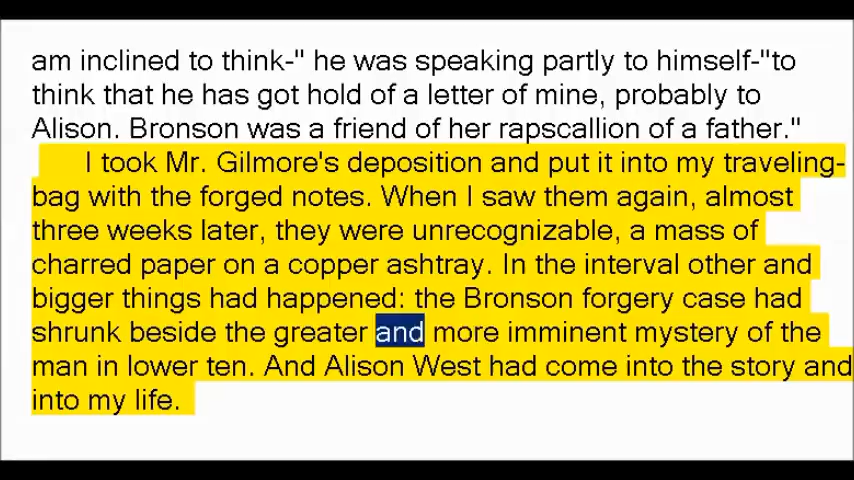 am inclined to think-" he was speaking partly to himself-"to
think that he has got hold of a letter of mine, probably to
Alison. Bronson was a friend of her rapscallion of a father."
I took Mr. Gilmore's deposition and put it into my traveling-
bag with the forged notes. When I saw them again, almost
three weeks later, they were unrecognizable, a mass of
charred paper on a copper ashtray. In the interval other and
bigger things had happened: the Bronson forgery case had
shrunk beside the greater and more imminent mystery of the
man in lower ten. And Alison West had come into the story and
into my life.